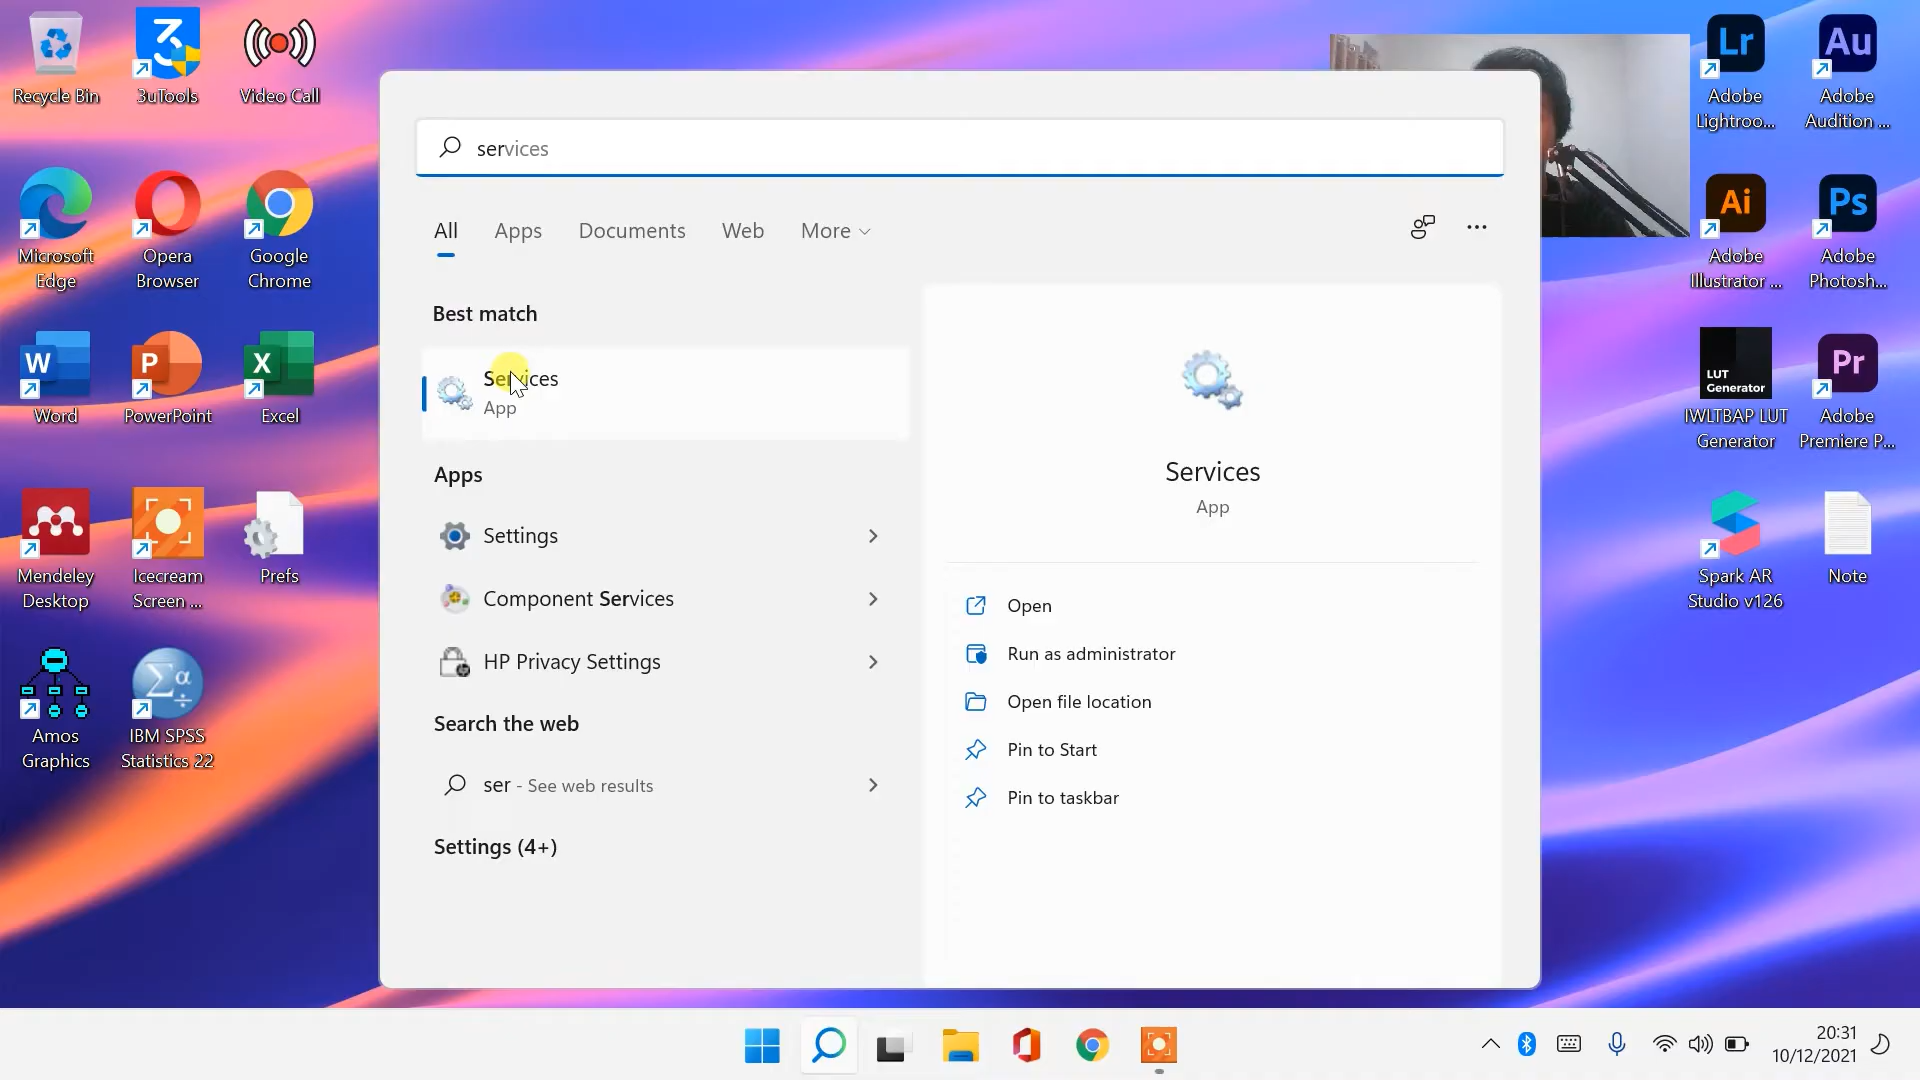 Recycle Bin
3uTools
Video Call
Microsoft
Edge
Opera
Browser
Google
Chrome
W
Word
P
PowerPoint
X
Excel
Mendeley
Desktop
Icecream
Screen ...
Prefs
Amos
Graphics
Σα
IBM SPSS
Statistics 22
services
All
Apps
Documents
Web
More
Best match
Services
App
Apps
Settings
Component Services
HP Privacy Settings
Search the web
ser - See web results
Settings (4+)
Services
App
Open
Run as administrator
Open file location
Pin to Start
Pin to taskbar
Lr
Adobe
Lightroo...
Au
Adobe
Audition ...
Ai
Adobe
Illustrator ...
Ps
Adobe
Photosh...
LUT
Generator
IWLTBAP LUT
Generator
Pr
Adobe
Premiere P...
Spark AR
Studio v126
Note
20:31
10/12/2021